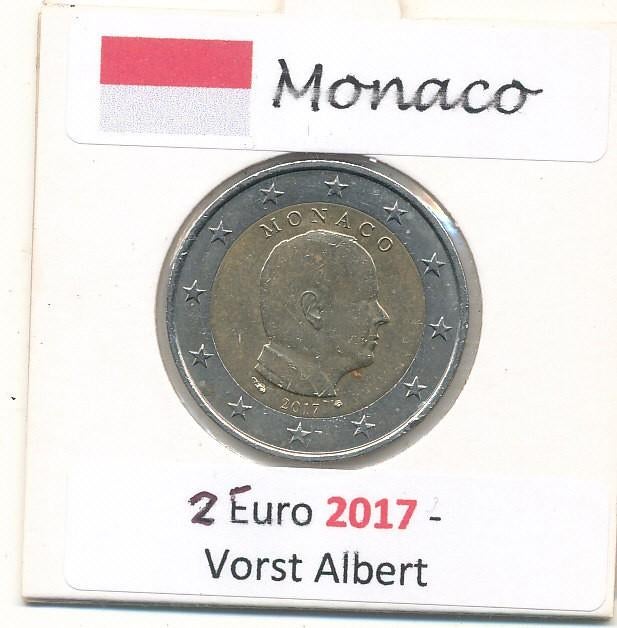 Monaco
MONACO
2017
2 Euro 2017 -
Vorst Albert